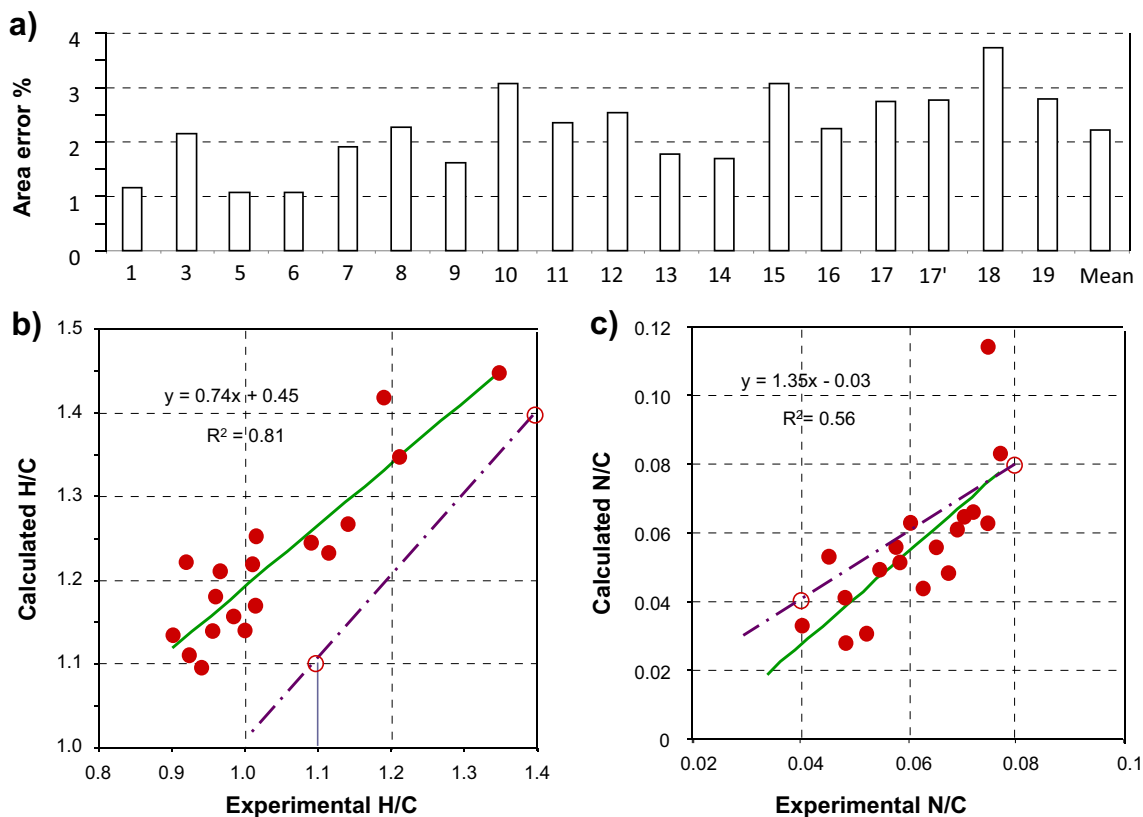 a)
Area error %
4
3
2
1
0
1 3 5 6 7 8 9 10 11 12 13 14 15 16 17 17' 18 19 Mean
b)
Calculated H/C
1.5
1.4
1.3
1.2
1.1
1.0
y = 0.74x + 0.45
R² = 0.81
0.8 0.9 1.0 1.1 1.2 1.3 1.4
Experimental H/C
c)
Calculated N/C
0.12
0.10
0.08
0.06
0.04
0.02
0
y = 1.35x - 0.03
R²= 0.56
0.02 0.04 0.06 0.08 0.1
Experimental N/C